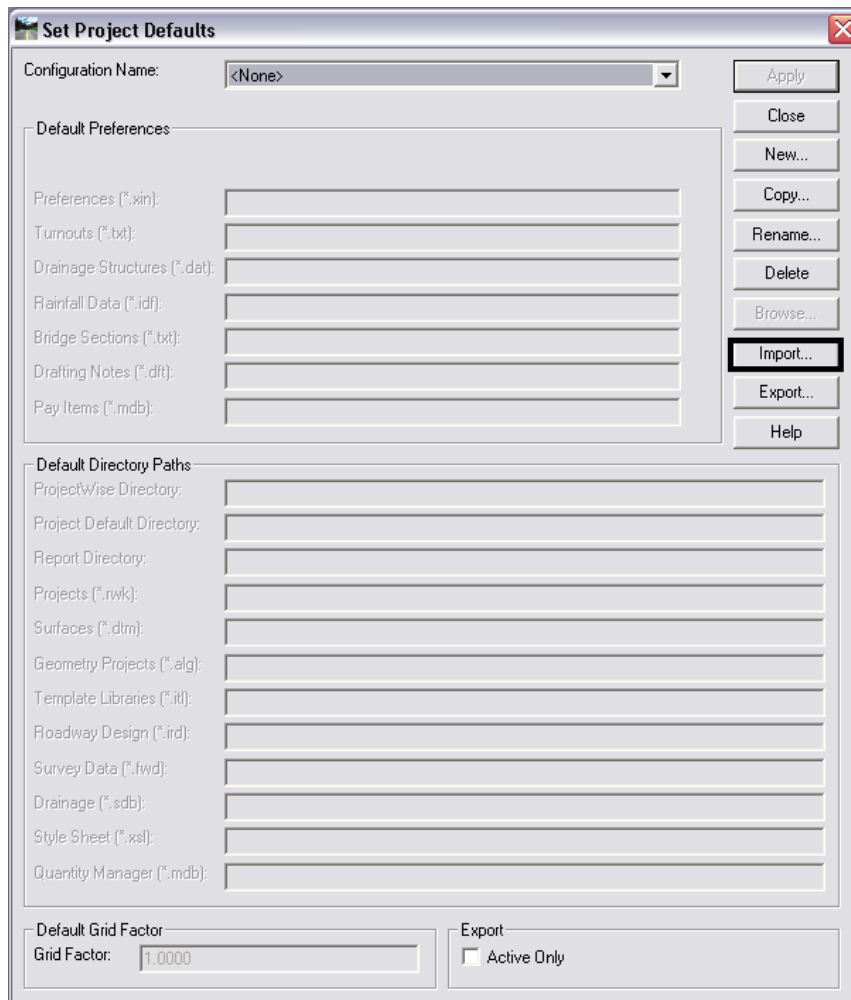 Set Project Defaults
Configuration Name:
<None>
Apply
Close
New...
Copy...
Rename...
Delete
Browse...
Import...
Export...
Help
Default Preferences
Preferences (*.xin):
Turnouts (*.txt):
Drainage Structures (*.dat):
Rainfall Data (*.idf):
Bridge Sections (*.txt):
Drafting Notes (*.dft):
Pay Items (*.mdb):
Default Directory Paths
ProjectWise Directory:
Project Default Directory:
Report Directory:
Projects (*.rwk):
Surfaces (*.dtm):
Geometry Projects (*.alg):
Template Libraries (*.itl):
Roadway Design (*.ird):
Survey Data (*.fwd):
Drainage (*.sdb):
Style Sheet (*.xsl):
Quantity Manager (*.mdb):
Default Grid Factor
Grid Factor: 1.0000
Export
Active Only